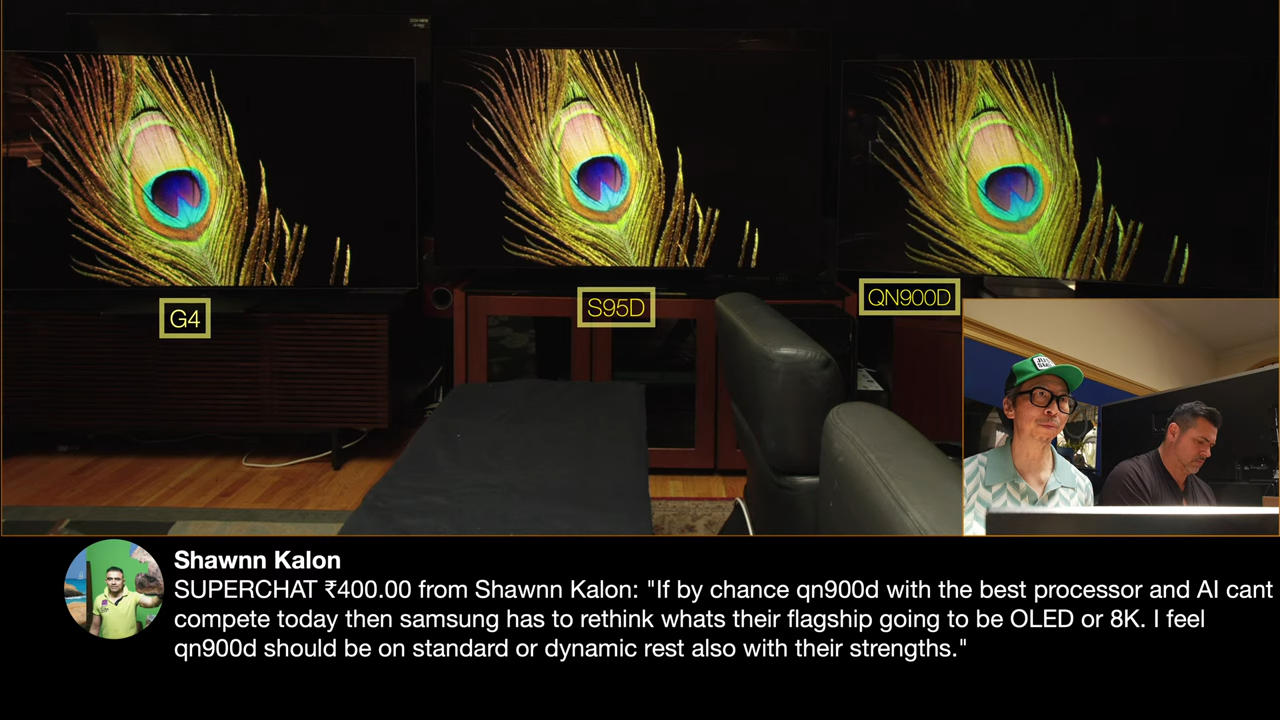 G4
S95D
QN900D
Shawnn Kalon
SUPERCHAT ₹400.00 from Shawnn Kalon: "If by chance qn900d with the best processor and AI cant
compete today then samsung has to rethink whats their flagship going to be OLED or 8K. I feel
qn900d should be on standard or dynamic rest also with their strengths."